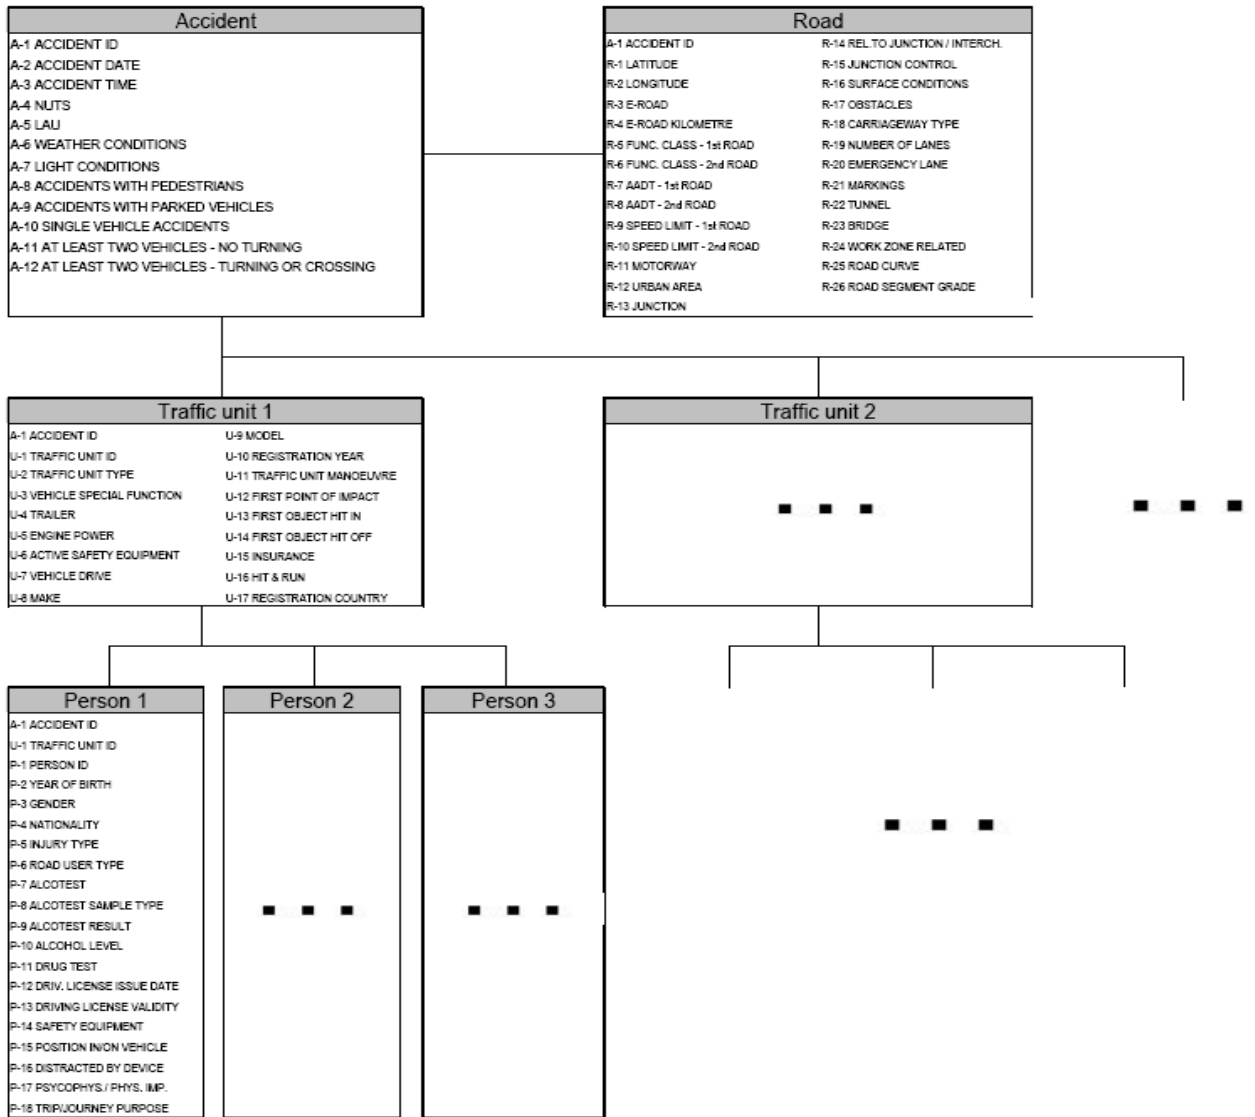 Accident
A-1 ACCIDENT ID
A-2 ACCIDENT DATE
A-3 ACCIDENT TIME
A-4 NUTS
A-5 LAU
A-6 WEATHER CONDITIONS
A-7 LIGHT CONDITIONS
A-8 ACCIDENTS WITH PEDESTRIANS
A-9 ACCIDENTS WITH PARKED VEHICLES
A-10 SINGLE VEHICLE ACCIDENTS
A-11 AT LEAST TWO VEHICLES - NO TURNING
A-12 AT LEAST TWO VEHICLES - TURNING OR CROSSING
Road
A-1 ACCIDENT ID
R-1 LATITUDE
R-2 LONGITUDE
R-3 E-ROAD
R-4 E-ROAD KILOMETRE
R-5 FUNC. CLASS - 1st ROAD
R-6 FUNC. CLASS - 2nd ROAD
R-7 AADT - 1st ROAD
R-8 AADT - 2nd ROAD
R-9 SPEED LIMIT - 1st ROAD
R-10 SPEED LIMIT - 2nd ROAD
R-11 MOTORWAY
R-12 URBAN AREA
R-13 JUNCTION
R-14 REL.TO JUNCTION / INTERCH.
R-15 JUNCTION CONTROL
R-16 SURFACE CONDITIONS
R-17 OBSTACLES
R-18 CARRIAGEWAY TYPE
R-19 NUMBER OF LANES
R-20 EMERGENCY LANE
R-21 MARKINGS
R-22 TUNNEL
R-23 BRIDGE
R-24 WORK ZONE RELATED
R-25 ROAD CURVE
R-26 ROAD SEGMENT GRADE
Traffic unit 1
A-1 ACCIDENT ID
U-1 TRAFFIC UNIT ID
U-2 TRAFFIC UNIT TYPE
U-3 VEHICLE SPECIAL FUNCTION
U-4 TRAILER
U-5 ENGINE POWER
U-6 ACTIVE SAFETY EQUIPMENT
U-7 VEHICLE DRIVE
U-8 MAKE
U-9 MODEL
U-10 REGISTRATION YEAR
U-11 TRAFFIC UNIT MANOEUVRE
U-12 FIRST POINT OF IMPACT
U-13 FIRST OBJECT HIT IN
U-14 FIRST OBJECT HIT OFF
U-15 INSURANCE
U-16 HIT & RUN
U-17 REGISTRATION COUNTRY
Traffic unit 2
Person 1
A-1 ACCIDENT ID
U-1 TRAFFIC UNIT ID
P-1 PERSON ID
P-2 YEAR OF BIRTH
P-3 GENDER
P-4 NATIONALITY
P-5 INJURY TYPE
P-6 ROAD USER TYPE
P-7 ALCOTEST
P-8 ALCOTEST SAMPLE TYPE
P-9 ALCOTEST RESULT
P-10 ALCOHOL LEVEL
P-11 DRUG TEST
P-12 DRIV. LICENSE ISSUE DATE
P-13 DRIVING LICENSE VALIDITY
P-14 SAFETY EQUIPMENT
P-15 POSITION IN/ON VEHICLE
P-16 DISTRACTED BY DEVICE
P-17 PSYCOPHYS./ PHYS. IMP.
P-18 TRIP/JOURNEY PURPOSE
Person 2
Person 3